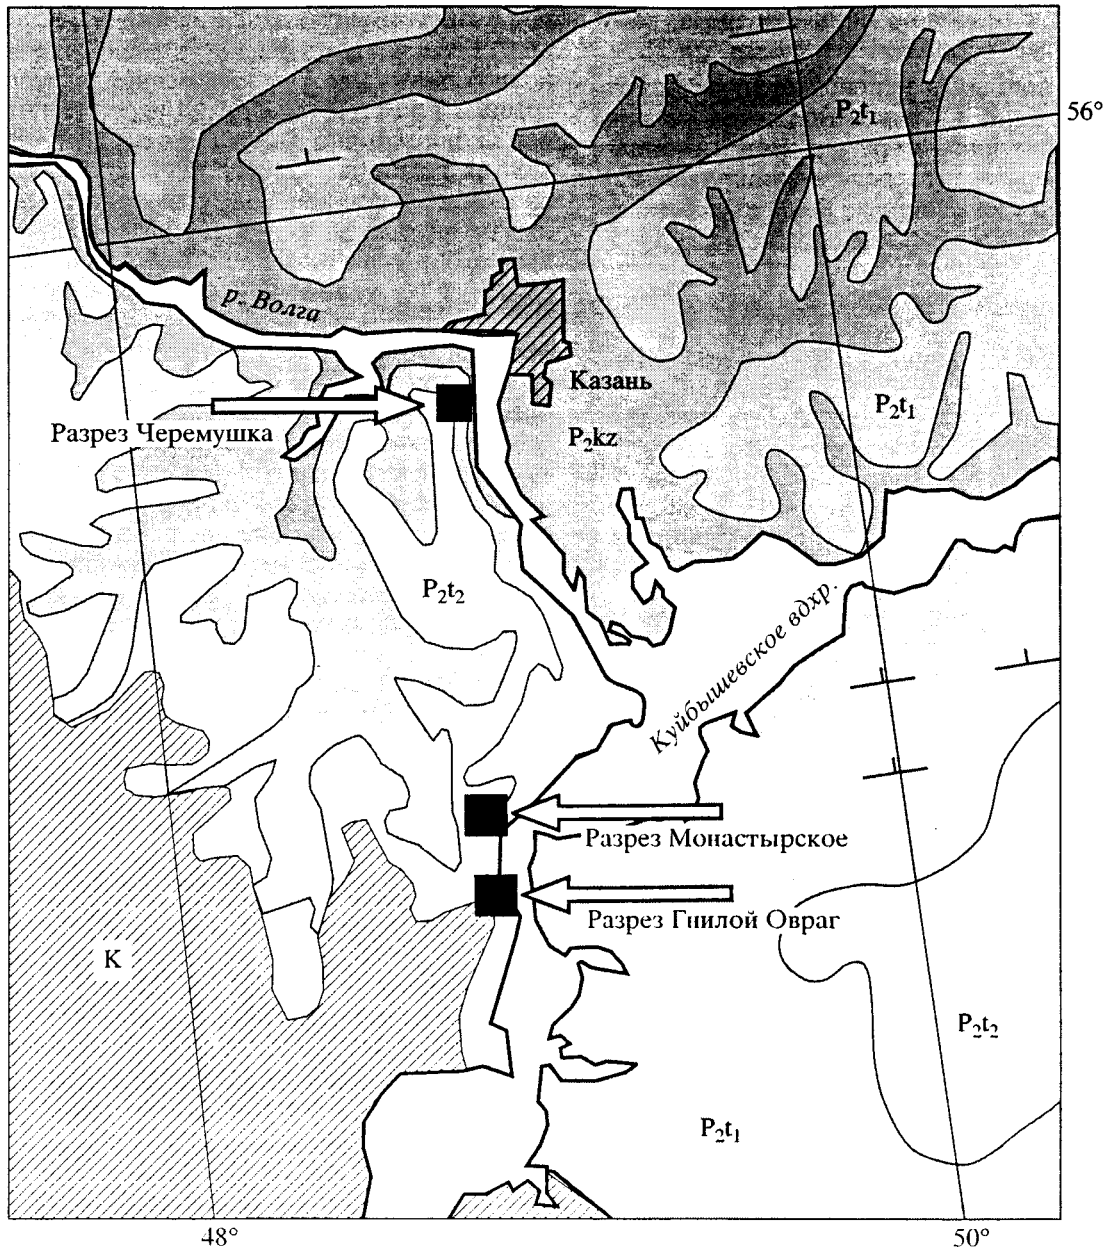 P₂t₁
56°
р. Волга
Казань
P₂t₁
Разрез Черемушка
P₂kz
P₂t₂
Куйбышевское вдхр.
Разрез Монастырское
Разрез Гнилой Овраг
K
P₂t₂
P₂t₁
48°
50°